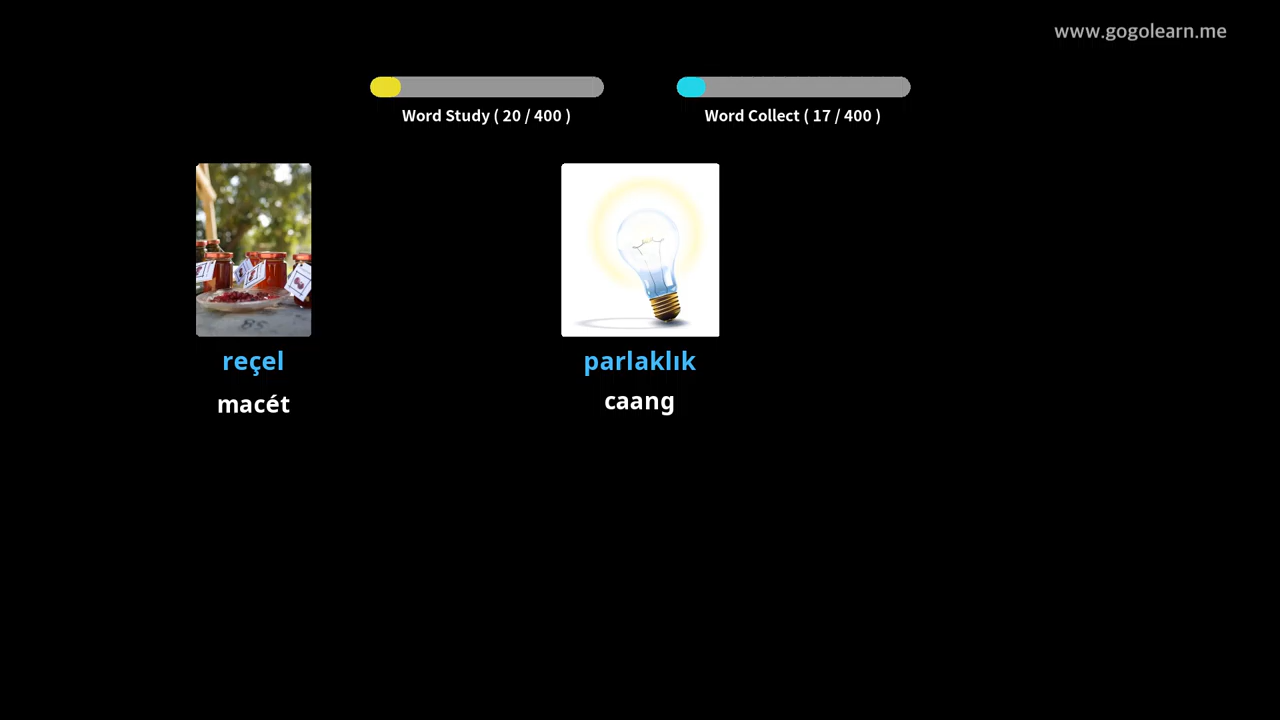 www.gogolearn.me
Word Study ( 20 / 400 )
Word Collect ( 17 / 400 )
reçel
parlaklık
macét
caang